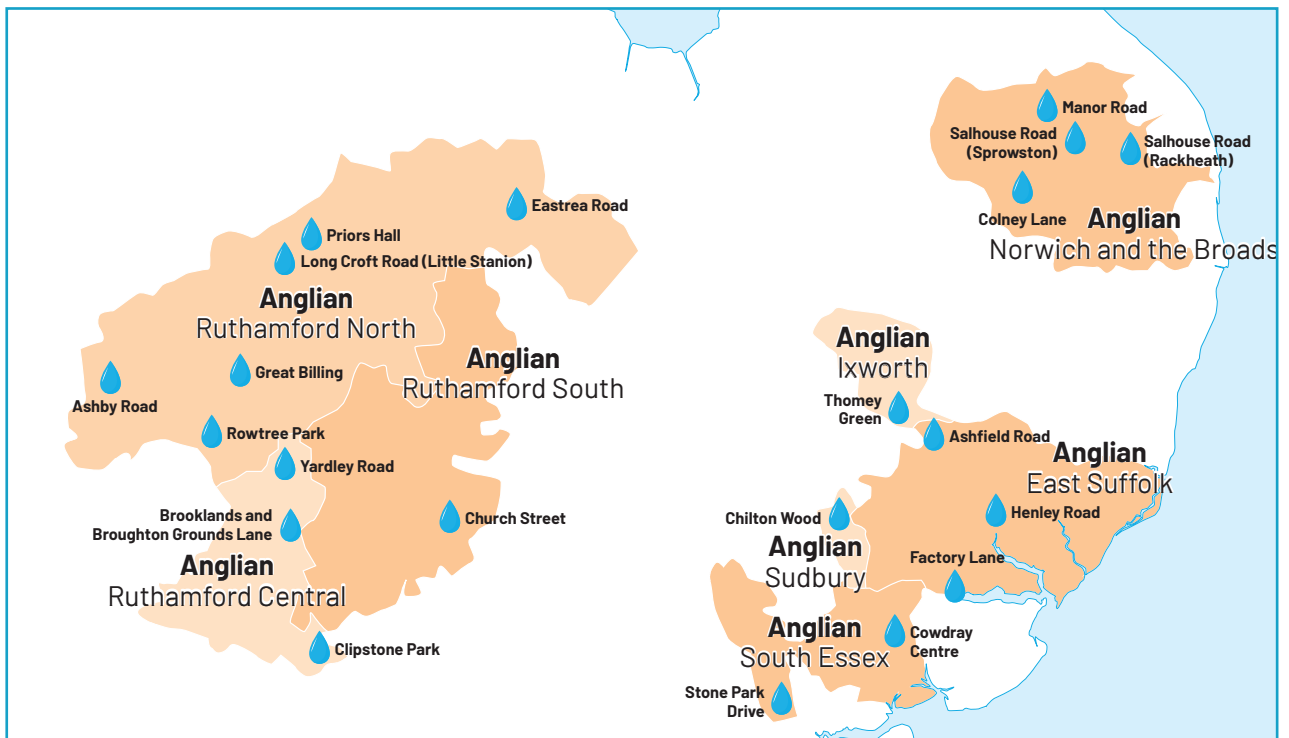 Manor Road
Salhouse Road
(Sprowston)
Salhouse Road
(Rackheath)
Colney Lane
Anglian
Norwich and the Broads
Eastrea Road
Priors Hall
Long Croft Road (Little Stanion)
Anglian
Ruthamford North
Anglian
Ruthamford South
Great Billing
Ashby Road
Rowtree Park
Yardley Road
Brooklands and
Broughton Grounds Lane
Church Street
Anglian
Ruthamford Central
Clipstone Park
Anglian
Ixworth
Thomey
Green
Ashfield Road
Anglian
East Suffolk
Henley Road
Chilton Wood
Anglian
Sudbury
Factory Lane
Anglian
South Essex
Cowdray
Centre
Stone Park
Drive